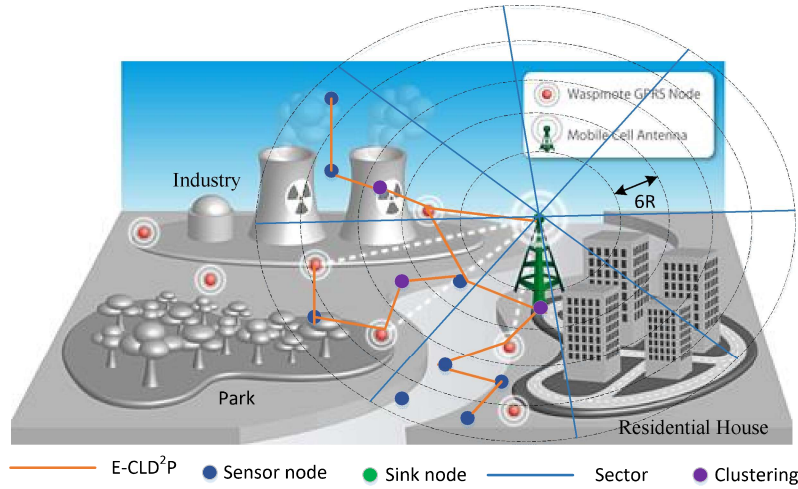 Waspmote GPRS Node
Mobile Cell Antenna
Industry
6R
Park
Residential House
E-CLD²P
Sensor node
Sink node
Sector
Clustering